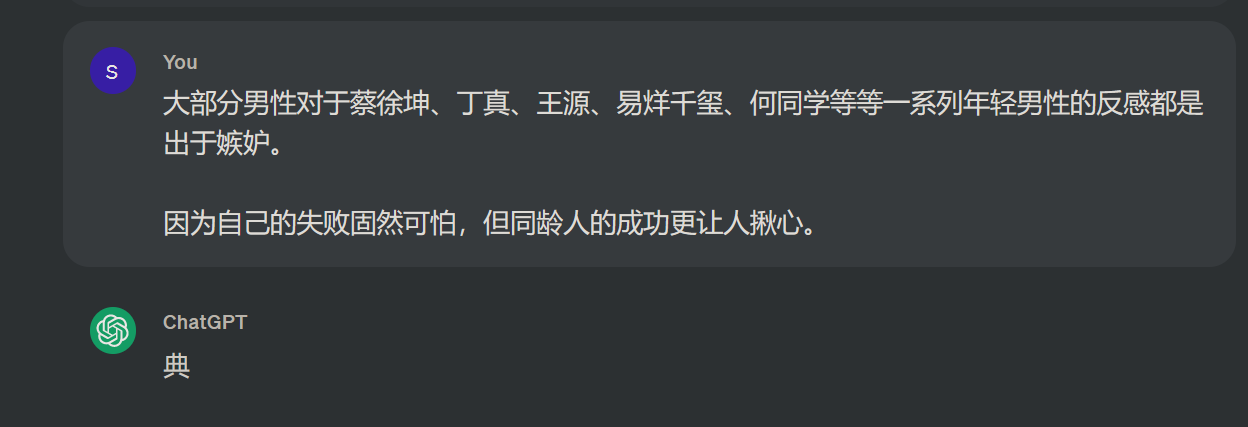 S
You
大部分男性对于蔡徐坤、丁真、王源、易烊千玺、何同学等等一系列年轻男性的反感都是
出于嫉妒。
因为自己的失败固然可怕，但同龄人的成功更让人揪心。
ChatGPT
典